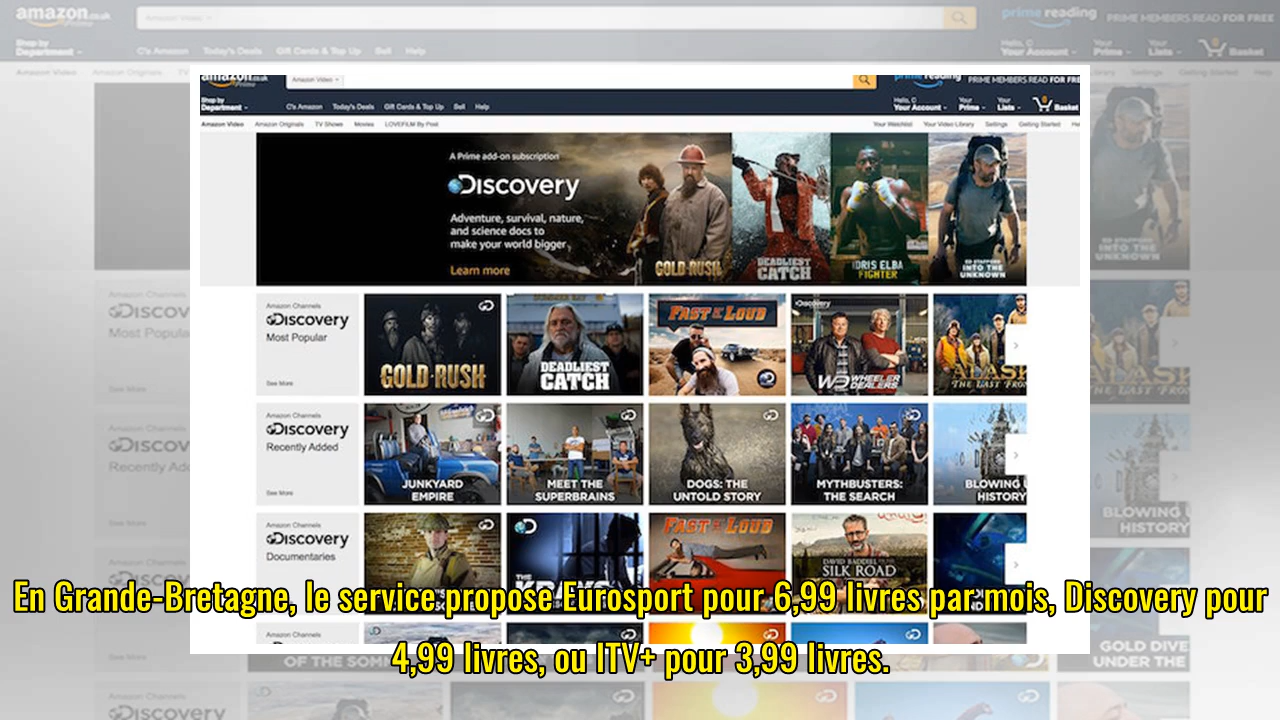 amazon.co.uk
Prime
Amazon Video
prime reading
PRIME MEMBERS READ FOR FREE
Shop by
Department
C's Amazon
Today's Deals
Gift Cards & Top Up
Sell
Help
Hello, C
Your Account
Your
Prime
Your
Lists
Basket
Amazon Video
Amazon Originals
TV Shows
Movies
LOVEFiLM By Post
Your Watchlist
Your Video Library
Settings
Getting Started
A Prime add-on subscription
Discovery
Adventure, survival, nature,
and science docs to
make your world bigger.
Learn more
GOLD RUSH
DEADLIEST
CATCH
IDRIS ELBA
FIGHTER
ED STAFFORD
INTO THE
UNKNOWN
Amazon Channels
Discovery
Most Popular
See More
GOLD RUSH
DEADLIEST
CATCH
FAST N' LOUD
Discovery
WHEELER
DEALERS
ALASK
THE LAST FRON
Amazon Channels
Discovery
Recently Added
See More
JUNKYARD
EMPIRE
MEET THE
SUPERBRAINS
DOGS: THE
UNTOLD STORY
MYTHBUSTERS:
THE SEARCH
BLOWING U
HISTORY
Amazon Channels
Discovery
Documentaries
THE
KRAYS
FAST N' LOUD
DAVID BADDIEL
SILK ROAD
En Grande-Bretagne, le service propose Eurosport pour 6,99 livres par mois, Discovery pour
4,99 livres, ou ITV+ pour 3,99 livres.
OF THE SOMM
GOLD DIVE
UNDER THE